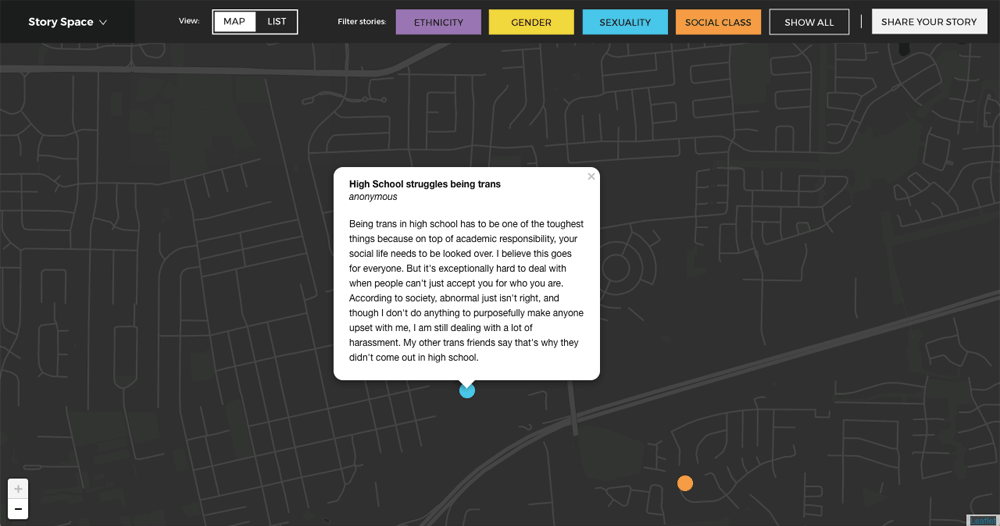 Story Space
View:
MAP
LIST
Filter stories:
ETHNICITY
GENDER
SEXUALITY
SOCIAL CLASS
SHOW ALL
SHARE YOUR STORY
×
High School struggles being trans
anonymous
Being trans in high school has to be one of the toughest
things because on top of academic responsibility, your
social life needs to be looked over. I believe this goes
for everyone. But it's exceptionally hard to deal with
when people can't just accept you for who you are.
According to society, abnormal just isn't right, and
though I don't do anything to purposefully make anyone
upset with me, I am still dealing with a lot of
harassment. My other trans friends say that's why they
didn't come out in high school.
+
−
Leaflet